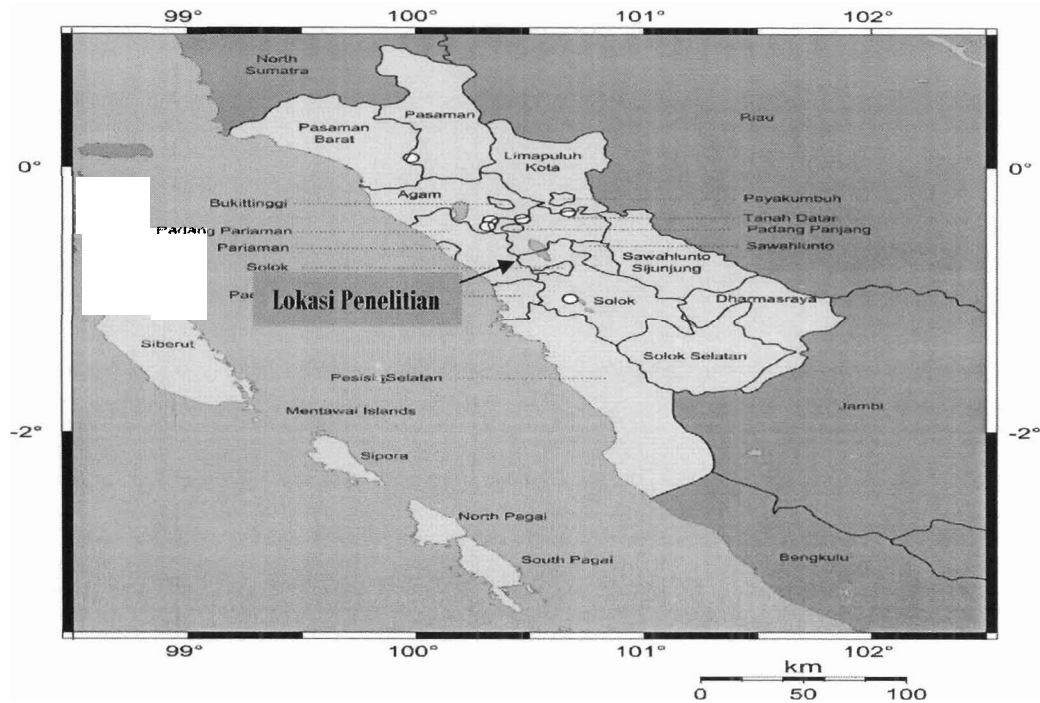 99°
100°
101°
102°
North
Sumatra
Pasaman
Riau
Pasaman
Barat
Limapuluh
Kota
0°
0°
Agam
Payakumbuh
Bukittinggi
Tanah Datar
Padang Pariaman
Padang Panjang
Pariaman
Sawahlunto
Sawahlunto
Sijunjung
Solok
Lokasi Penelitian
Solok
Dharmasraya
Siberut
Solok Selatan
Selatan
Mentawai Islands
Jambi
-2°
-2°
Sipora
North Pagai
South Pagai
Bengkulu
99°
100°
101°
102°
km
0
50
100